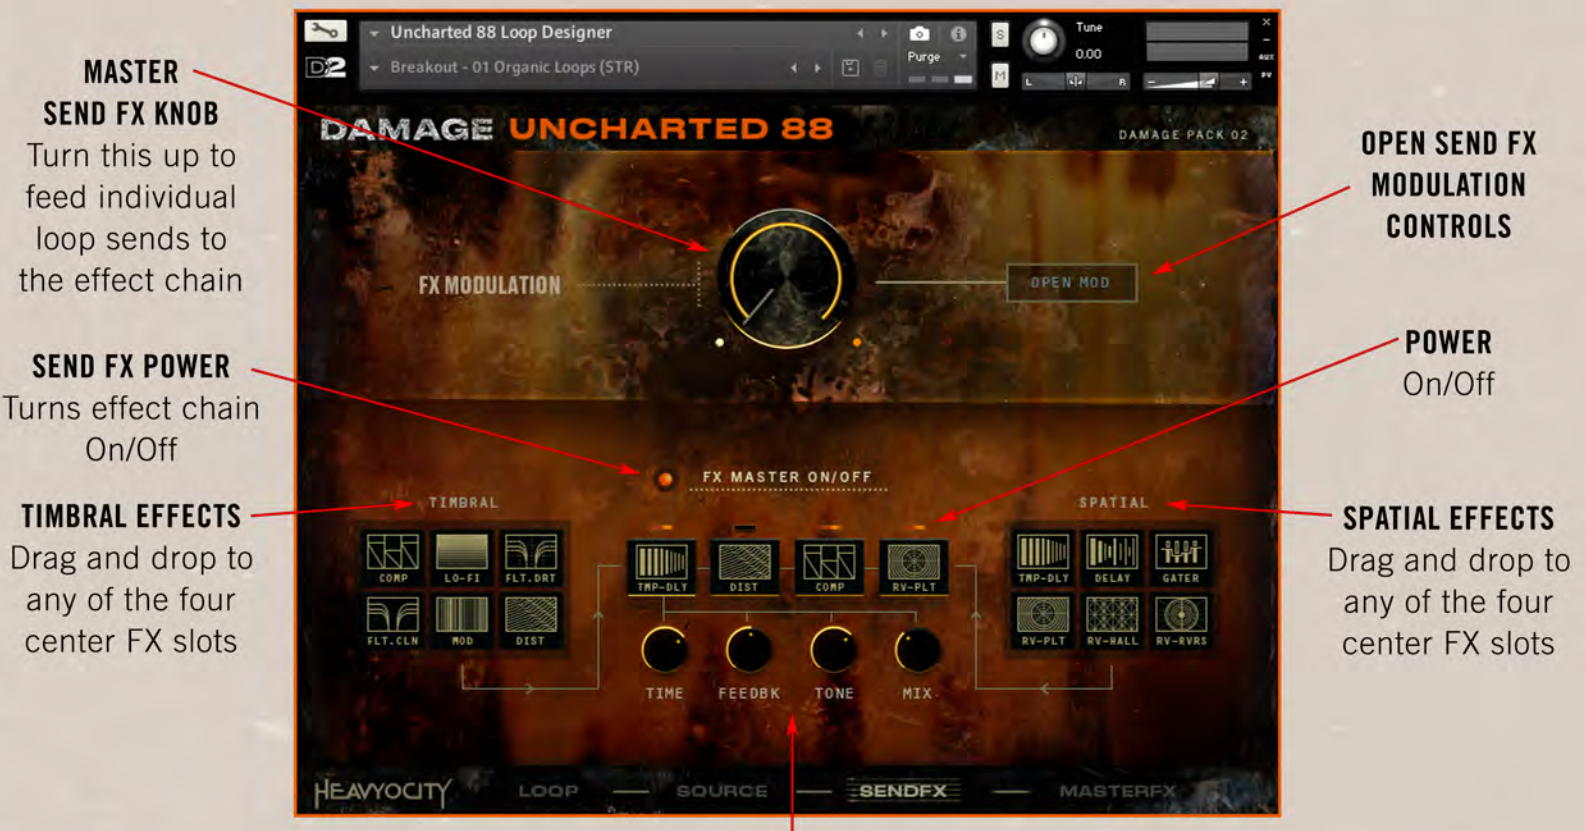 Uncharted 88 Loop Designer
Breakout - 01 Organic Loops (STR)
Purge
S
M
Tune
0.00
L
R
-
+
×
-
AUX
PV
D2
DAMAGE UNCHARTED 88
DAMAGE PACK 02
MASTER
SEND FX KNOB
Turn this up to
feed individual
loop sends to
the effect chain
SEND FX POWER
Turns effect chain
On/Off
TIMBRAL EFFECTS
Drag and drop to
any of the four
center FX slots
FX MODULATION
OPEN MOD
OPEN SEND FX
MODULATION
CONTROLS
POWER
On/Off
SPATIAL EFFECTS
Drag and drop to
any of the four
center FX slots
FX MASTER ON/OFF
TIMBRAL
COMP LO-FI FLT.DRT
FLT.CLN MOD DIST
TMP-DLY DIST COMP RV-PLT
TIME FEEDBK TONE MIX
SPATIAL
TMP-DLY DELAY GATER
RV-PLT RV-HALL RV-RVRS
HEAVYOCITY
LOOP SOURCE SENDFX MASTERFX